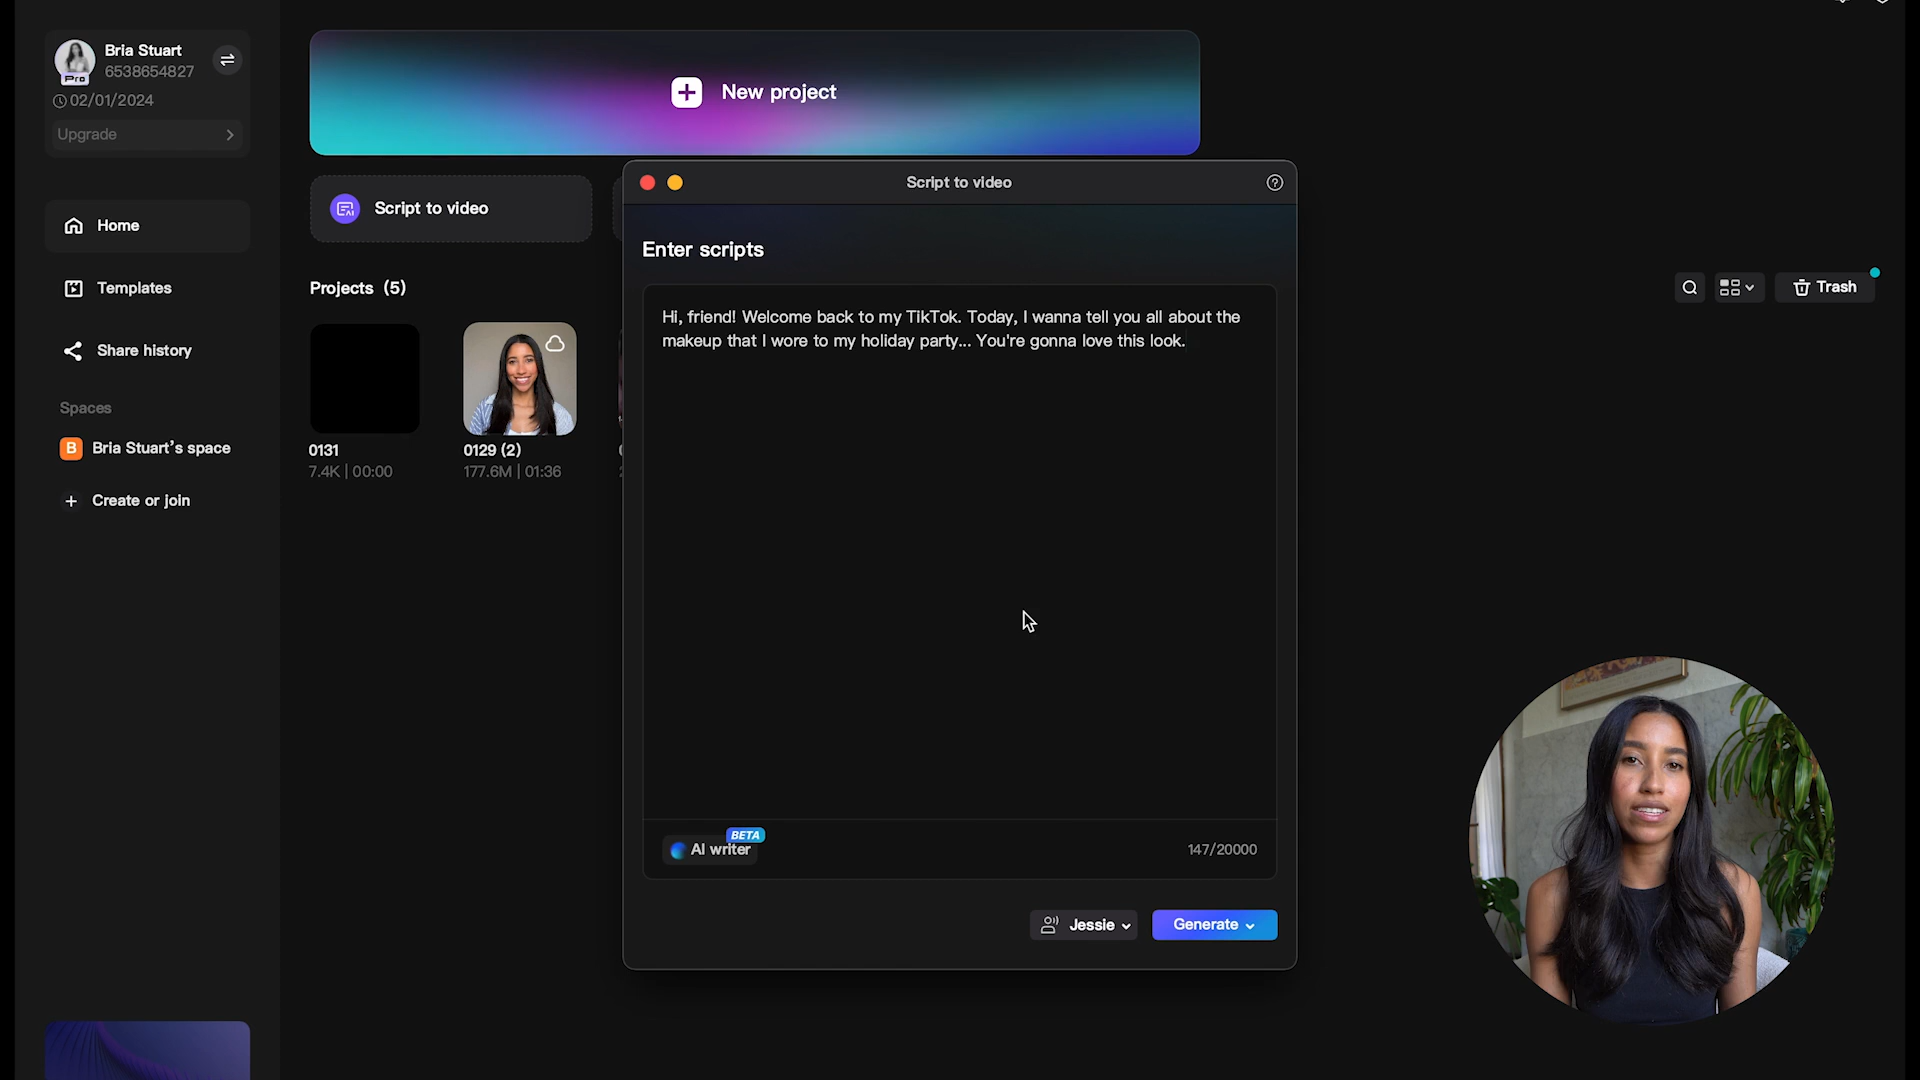 Bria Stuart
6538654827
Pro
02/01/2024
Upgrade
Home
Templates
Share history
Spaces
B Bria Stuart's space
+ Create or join
New project
Script to video
Projects (5)
0131
7.4K | 00:00
0129 (2)
177.6M | 01:36
Trash
Script to video
Enter scripts
Hi, friend! Welcome back to my TikTok. Today, I wanna tell you all about the
makeup that I wore to my holiday party... You're gonna love this look.
BETA
AI writer
147/20000
Jessie
Generate